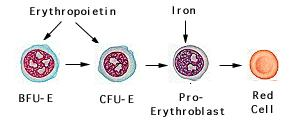 Erythropoietin
Iron
BFU-E
CFU-E
Pro-
Erythroblast
Red
Cell